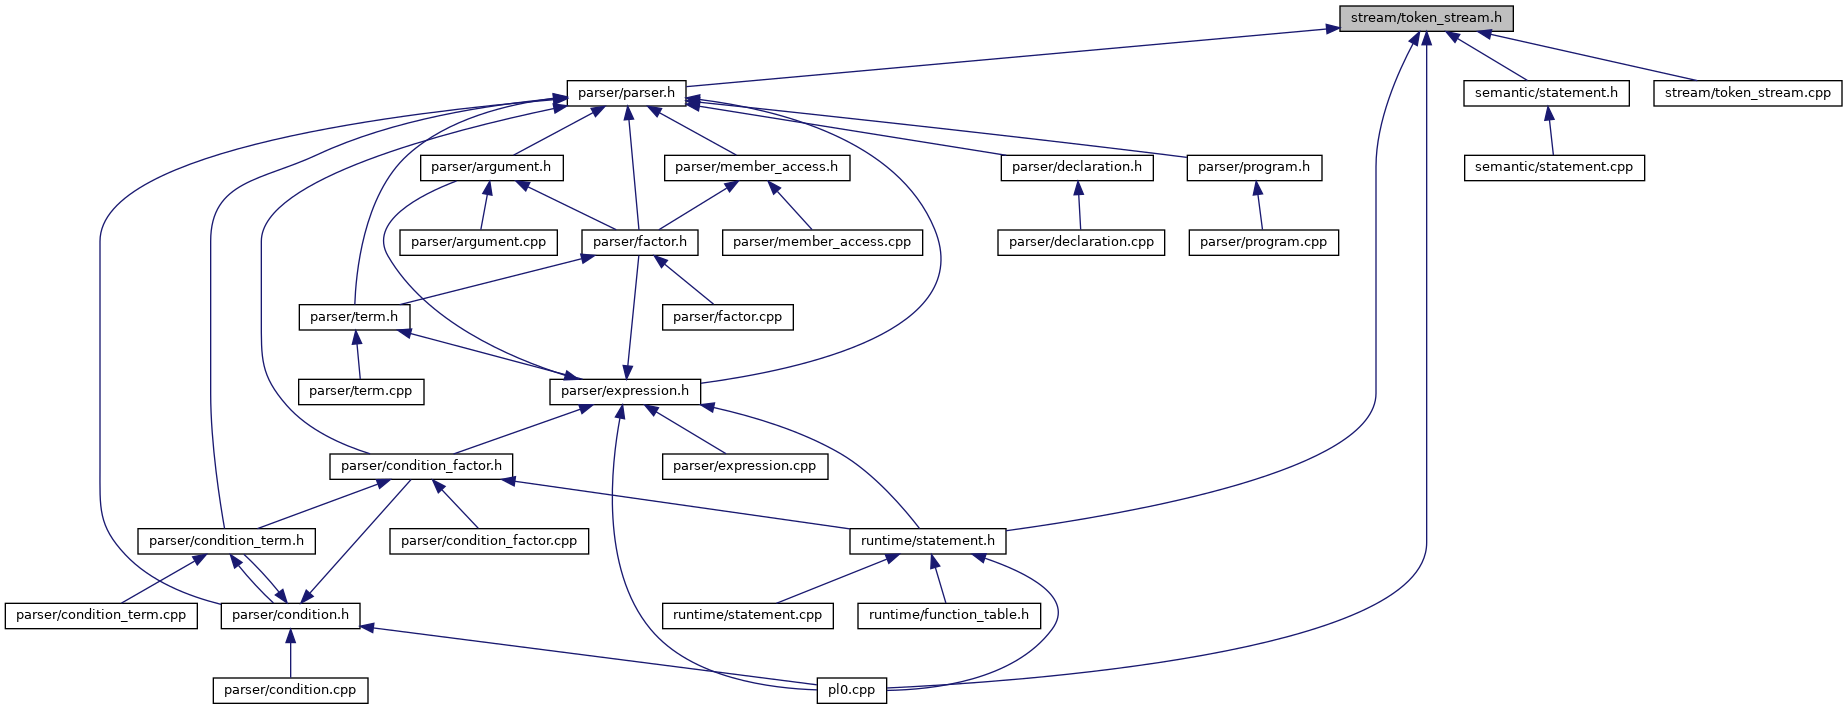 stream/token_stream.h
parser/parser.h
semantic/statement.h
stream/token_stream.cpp
parser/argument.h
parser/member_access.h
parser/declaration.h
parser/program.h
semantic/statement.cpp
parser/argument.cpp
parser/factor.h
parser/member_access.cpp
parser/declaration.cpp
parser/program.cpp
parser/term.h
parser/factor.cpp
parser/term.cpp
parser/expression.h
parser/condition_factor.h
parser/expression.cpp
parser/condition_term.h
parser/condition_factor.cpp
runtime/statement.h
parser/condition_term.cpp
parser/condition.h
runtime/statement.cpp
runtime/function_table.h
parser/condition.cpp
pl0.cpp